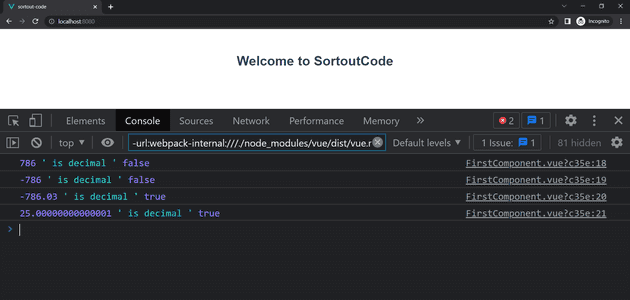 sortout-code
localhost:8080
Incognito
Welcome to SortoutCode
Elements Console Sources Network Performance Memory » 2 1
top -url:webpack-internal:///./node_modules/vue/dist/vue.r Default levels 1 Issue: 1 81 hidden
786 ' is decimal ' false FirstComponent.vue?c35e:18
-786 ' is decimal ' false FirstComponent.vue?c35e:19
-786.03 ' is decimal ' true FirstComponent.vue?c35e:20
25.00000000000001 ' is decimal ' true FirstComponent.vue?c35e:21